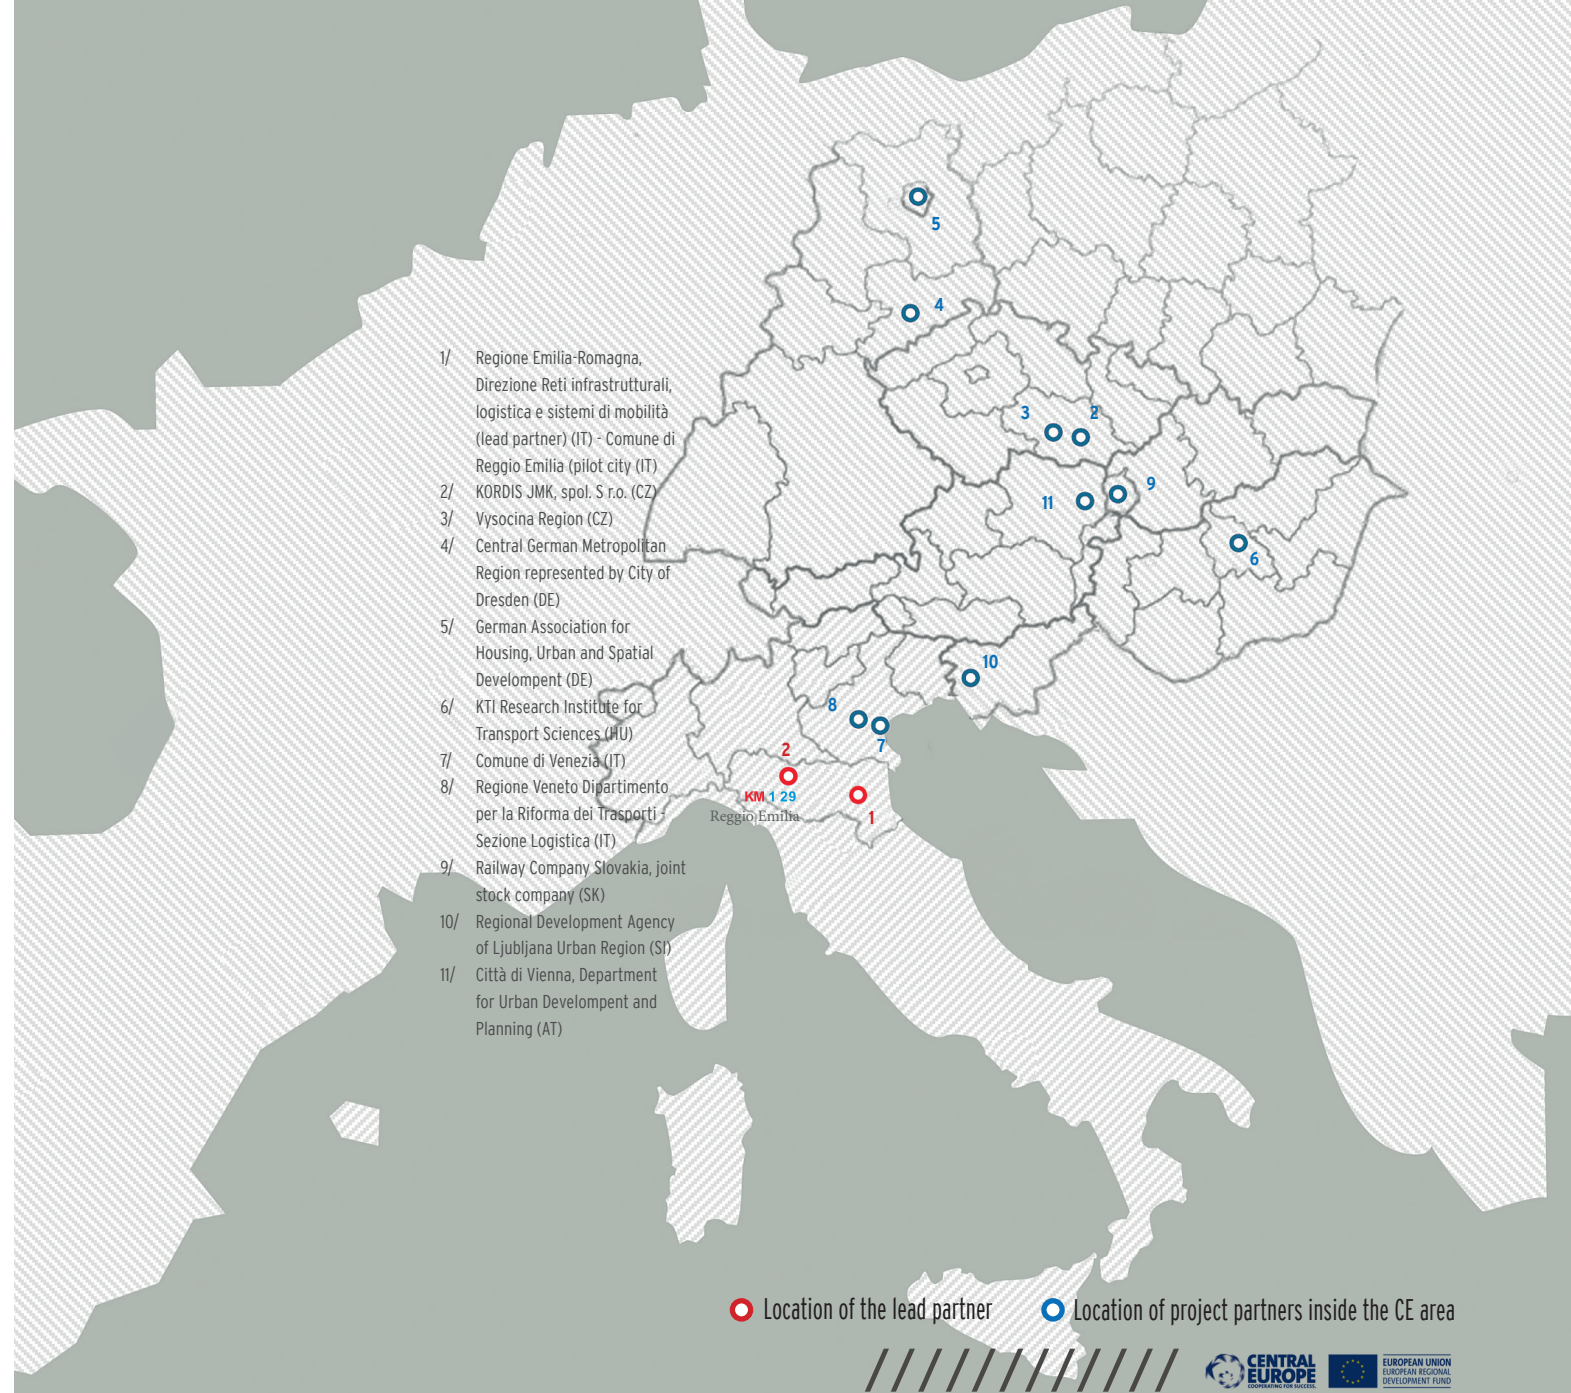 5
4
3
2
9
11
6
10
8
7
2
KM 1 29
Reggio Emilia
1
1/ Regione Emilia-Romagna,
Direzione Reti infrastrutturali,
logistica e sistemi di mobilità
(lead partner) (IT) - Comune di
Reggio Emilia (pilot city (IT)
2/ KORDIS JMK, spol. S r.o. (CZ)
3/ Vysocina Region (CZ)
4/ Central German Metropolitan
Region represented by City of
Dresden (DE)
5/ German Association for
Housing, Urban and Spatial
Develompent (DE)
6/ KTI Research Institute for
Transport Sciences (HU)
7/ Comune di Venezia (IT)
8/ Regione Veneto Dipartimento
per la Riforma dei Trasporti -
Sezione Logistica (IT)
9/ Railway Company Slovakia, joint
stock company (SK)
10/ Regional Development Agency
of Ljubljana Urban Region (SI)
11/ Città di Vienna, Department
for Urban Develompent and
Planning (AT)
Location of the lead partner
Location of project partners inside the CE area
CENTRAL
EUROPE
COOPERATING FOR SUCCESS.
EUROPEAN UNION
EUROPEAN REGIONAL
DEVELOPMENT FUND